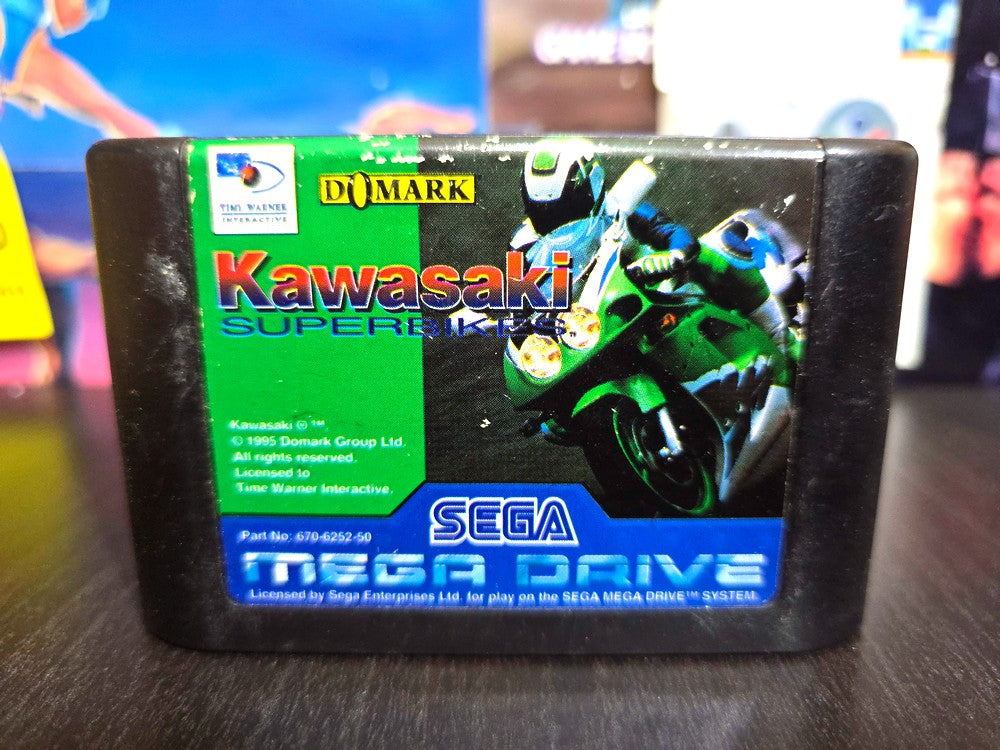 TIME WARNER
INTERACTIVE
DOMARK
Kawasaki
SUPERBIKES
Kawasaki ® ™
© 1995 Domark Group Ltd.
All rights reserved.
Licensed to
Time Warner Interactive.
SEGA
Part No: 670-6252-50
MEGA DRIVE
Licensed by Sega Enterprises Ltd. for play on the SEGA MEGA DRIVE™ SYSTEM